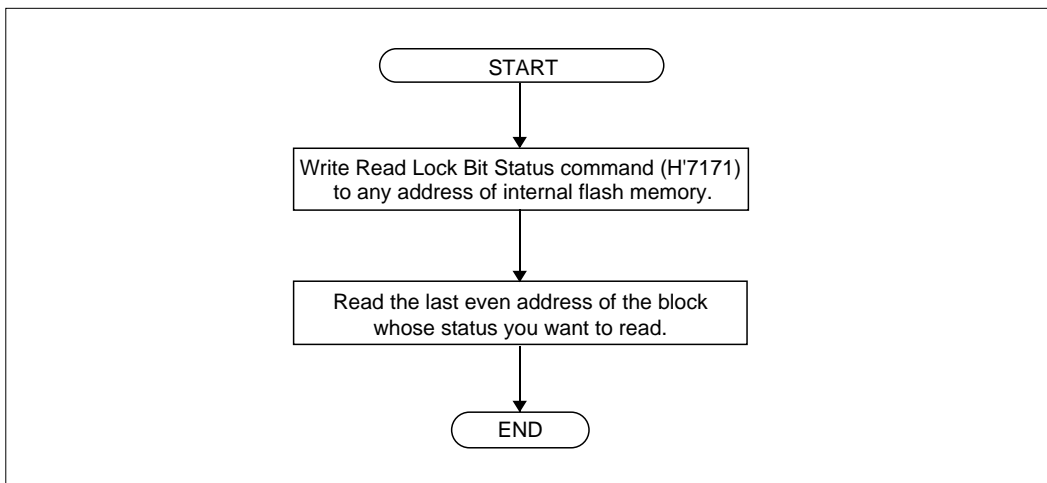 START
Write Read Lock Bit Status command (H'7171)
to any address of internal flash memory.
Read the last even address of the block
whose status you want to read.
END